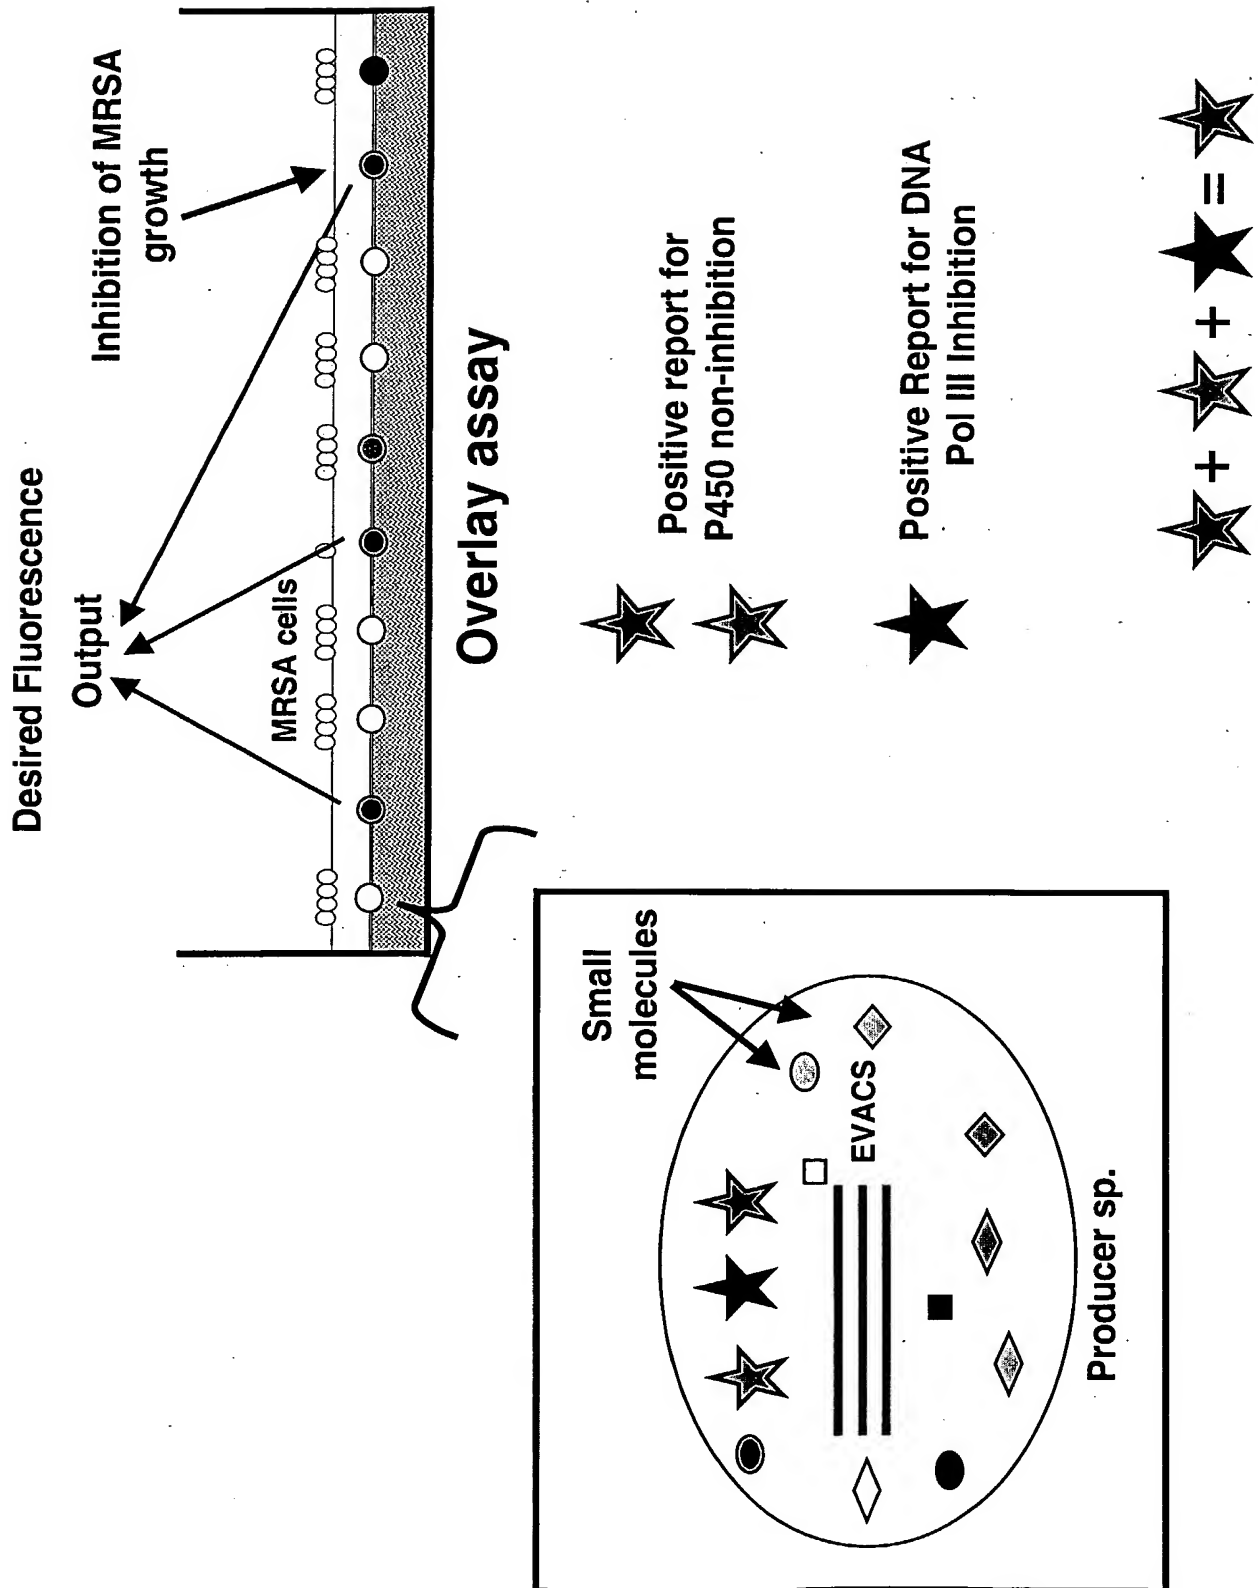 Desired Fluorescence
Output
Inhibition of MRSA
growth
MRSA cells
Overlay assay
Small
molecules
EVACS
Producer sp.
Positive report for
P450 non-inhibition
Positive Report for DNA
Pol III Inhibition
+ + =